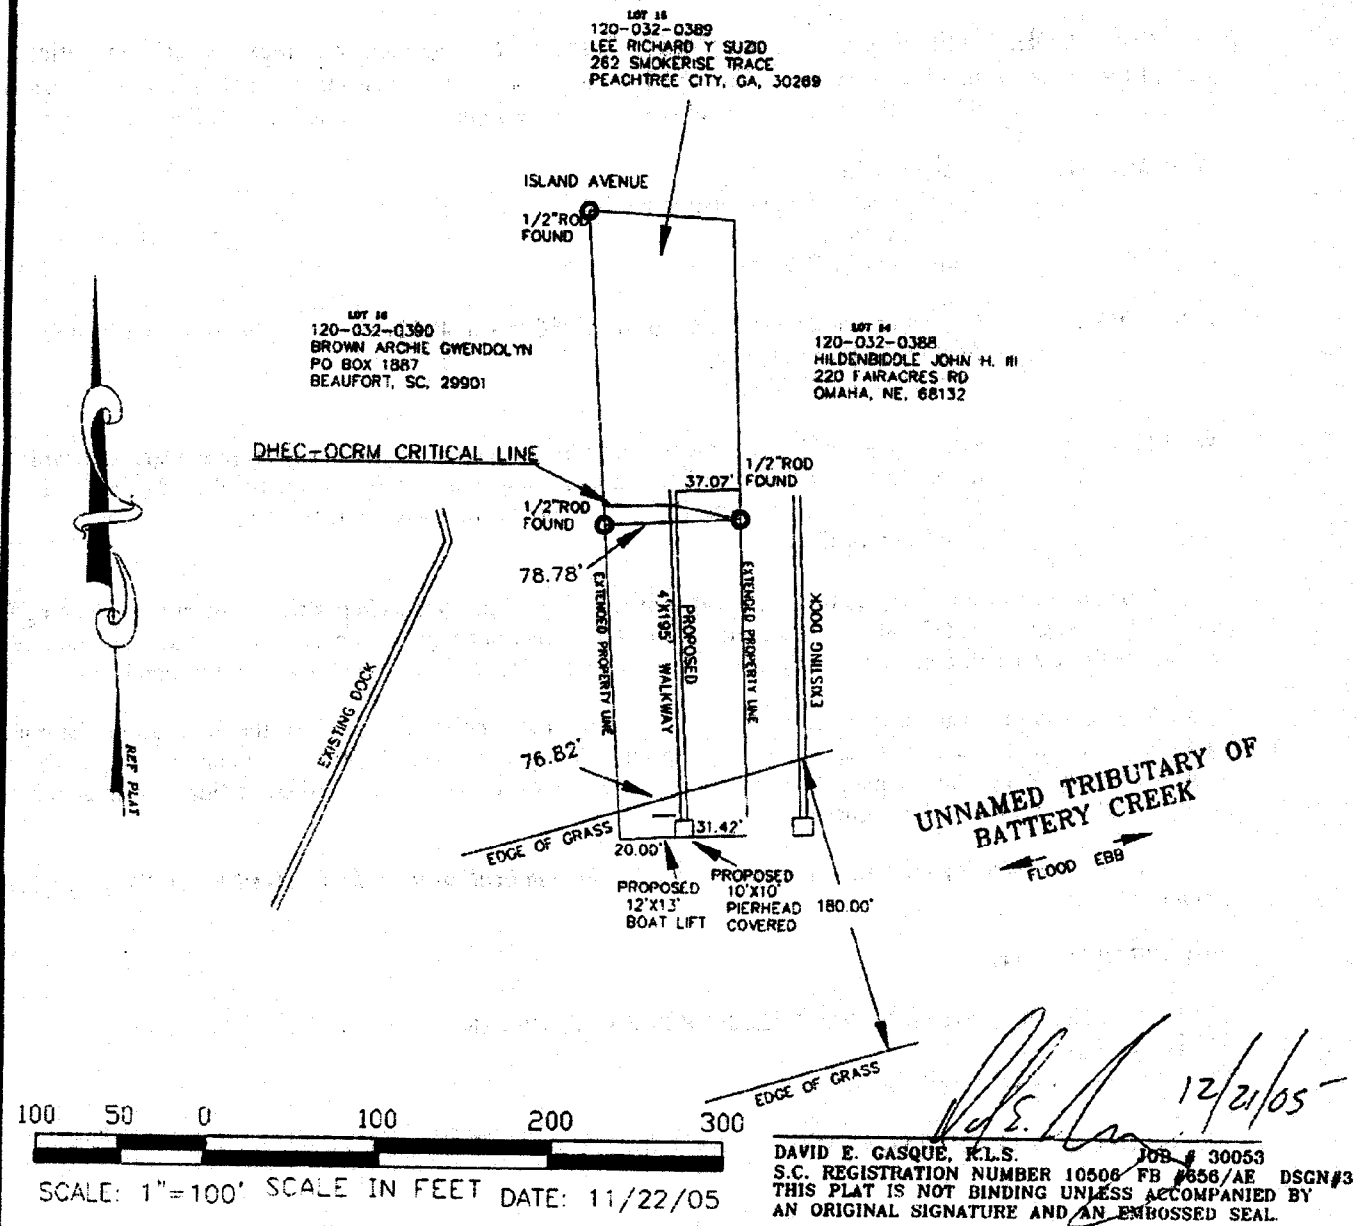 LOT 15
120-032-0389
LEE RICHARD Y SUZID
262 SMOKERISE TRACE
PEACHTREE CITY, GA, 30269
ISLAND AVENUE
1/2"ROD
FOUND
LOT 16
120-032-0390
BROWN ARCHIE GWENDOLYN
PO BOX 1887
BEAUFORT, SC, 29901
LOT 14
120-032-0388
HILDENBIDDLE JOHN H. III
220 FAIRACRES RD
OMAHA, NE, 68132
DHEC-OCRM CRITICAL LINE
1/2"ROD
FOUND
37.07'
1/2"ROD
FOUND
78.78'
EXTENDED PROPERTY LINE
PROPOSED
4'X195' WALKWAY
EXTENDED PROPERTY LINE
EXISTING DOCK
EXISTING DOCK
REF PLAT
76.82'
EDGE OF GRASS
31.42'
20.00'
UNNAMED TRIBUTARY OF
BATTERY CREEK
FLOOD EBB
PROPOSED
12'X13'
BOAT LIFT
PROPOSED
10'X10'
PIERHEAD
COVERED
180.00'
EDGE OF GRASS
12/21/05
100 50 0 100 200 300
SCALE: 1"=100' SCALE IN FEET DATE: 11/22/05
DAVID E. GASQUE, R.L.S. JOB # 30053
S.C. REGISTRATION NUMBER 10506 FB #656/AE DSGN#3
THIS PLAT IS NOT BINDING UNLESS ACCOMPANIED BY
AN ORIGINAL SIGNATURE AND AN EMBOSSED SEAL.